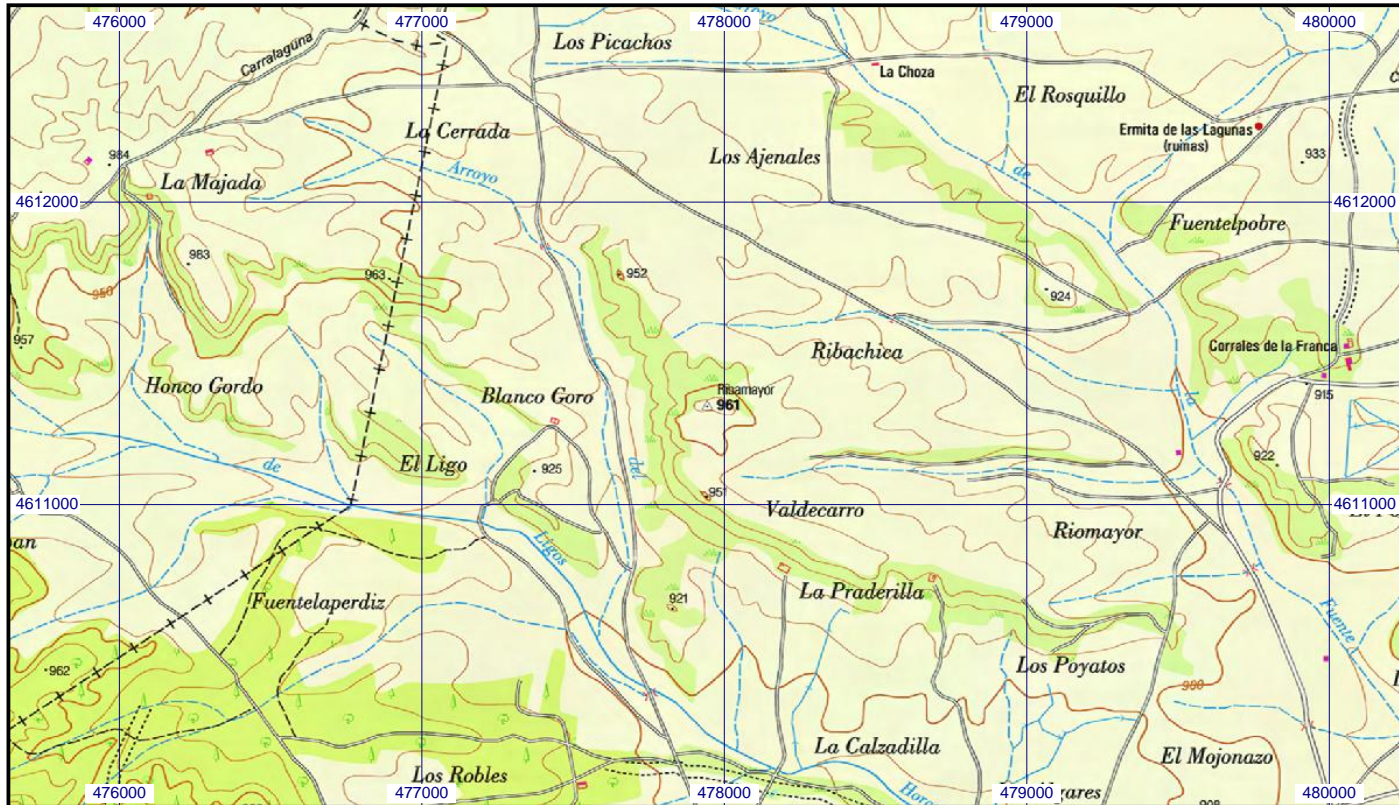 476000
477000
478000
479000
480000
Carralaguna
Los Picachos
La Choza
El Rosquillo
La Cerrada
Ermita de las Lagunas
(ruinas)
984
Los Ajenales
933
Arroyo
de
La Majada
4612000
4612000
Fuentelpobre
983
963
952
950
924
957
Ribachica
Corrales de la Franca
Honco Gordo
Blanco Goro
961
915
la
de
El Ligo
925
del
922
951
4611000
4611000
Valdecarro
Riomayor
Ligos
La Praderilla
Fuentelaperdiz
921
Fuente
962
Los Poyatos
900
La Calzadilla
El Mojonazo
Los Robles
gares
908
476000
477000
478000
479000
480000